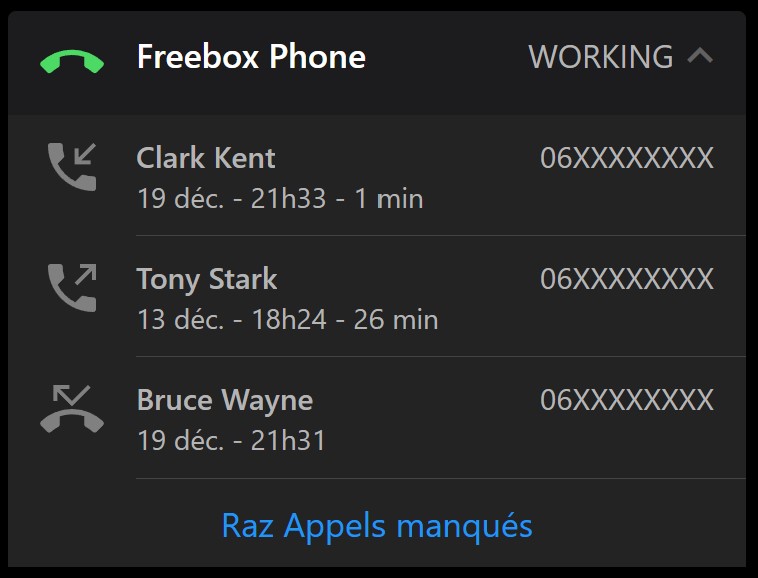 Freebox Phone WORKING
Clark Kent 06XXXXXXXX
19 déc. - 21h33 - 1 min
Tony Stark 06XXXXXXXX
13 déc. - 18h24 - 26 min
Bruce Wayne 06XXXXXXXX
19 déc. - 21h31
Raz Appels manqués